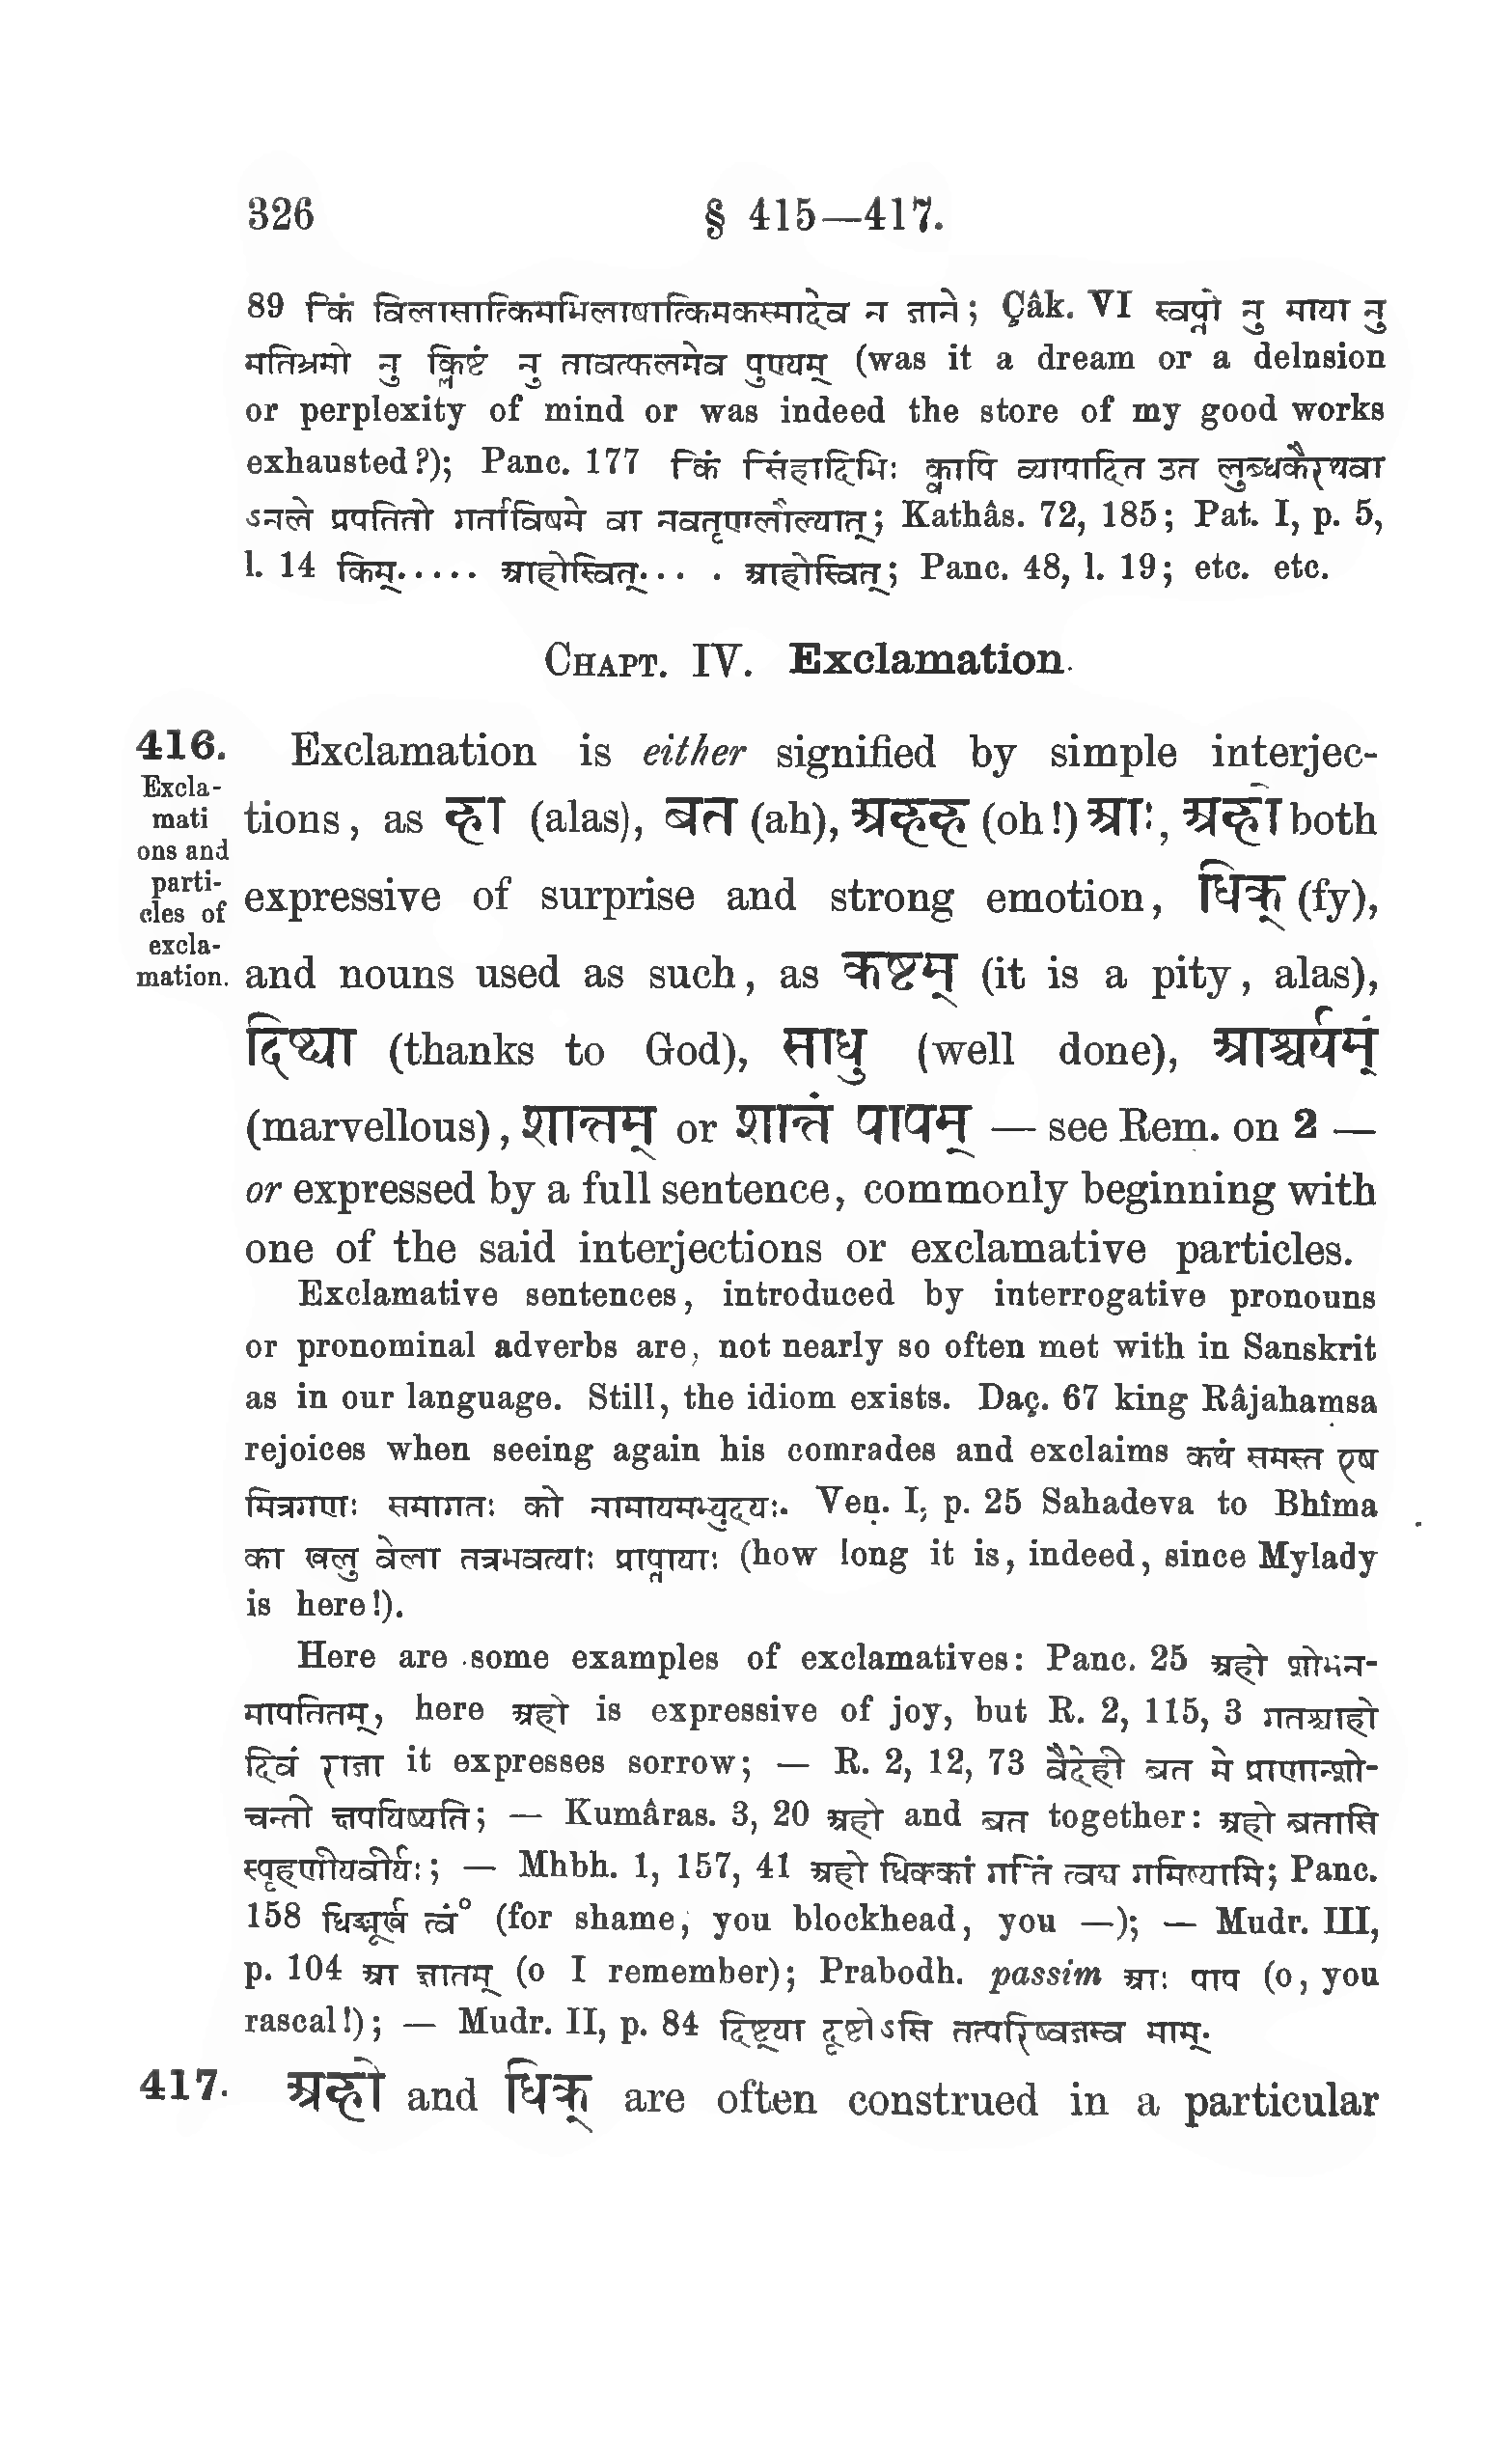 326 § 415—417.
89 किं विलासात्किमभिलाषात्किमकस्मादेव न जाने; Çâk. VI स्वप्नो नु माया नु
मतिभ्रमो नु क्लिष्टं नु तावत्फलमेव पुण्यम् (was it a dream or a delusion
or perplexity of mind or was indeed the store of my good works
exhausted?); Panc. 177 किं सिंहादिभिः क्वापि व्यापादित उत लुब्धकैरथवा
ऽनले प्रपतितो गर्ताविषमे वा नवतृणलौल्यात्; Kathâs. 72, 185; Pat. I, p. 5,
l. 14 किम्..... आहोस्वित्... . आहोस्वित्; Panc. 48, l. 19; etc. etc.
CHAPT. IV. Exclamation.
416. Exclamation is either signified by simple interjec-
Excla-
mati
ons and
parti-
cles of
excla-
mation.
tions, as हा (alas), बत (ah), अहह (oh!) आः, अहो both
expressive of surprise and strong emotion, धिक् (fy),
and nouns used as such, as कष्टम् (it is a pity, alas),
दिष्ट्या (thanks to God), साधु (well done), आश्चर्यम्
(marvellous), शान्तम् or शान्तं पापम् — see Rem. on 2 —
or expressed by a full sentence, commonly beginning with
one of the said interjections or exclamative particles.
Exclamative sentences, introduced by interrogative pronouns
or pronominal adverbs are, not nearly so often met with in Sanskrit
as in our language. Still, the idiom exists. Daç. 67 king Râjahaṃsa
rejoices when seeing again his comrades and exclaims कथं समस्त एष
मित्रगणः समागतः को नामायमभ्युदयः. Veṇ. I, p. 25 Sahadeva to Bhîma
का खलु वेला तत्रभवत्याः प्राप्तायाः (how long it is, indeed, since Mylady
is here!).
Here are some examples of exclamatives: Panc. 25 अहो शोभन-
मापतितम्, here अहो is expressive of joy, but R. 2, 115, 3 गतश्चाहो
दिवं राजा it expresses sorrow; — R. 2, 12, 73 वैदेही बत मे प्राणान्शो-
चन्ती क्षपयिष्यति; — Kumâras. 3, 20 अहो and बत together: अहो बतासि
स्पृहणीयवीर्यः; — Mhbh. 1, 157, 41 अहो धिक्कां गतिं त्वद्य गमिष्यामि; Panc.
158 धिङ्मूर्ख त्वं° (for shame, you blockhead, you —); — Mudr. III,
p. 104 आ ज्ञातम् (o I remember); Prabodh. passim आः पाप (o, you
rascal!); — Mudr. II, p. 84 दिष्ट्या दृष्टोऽसि तत्परिष्वजस्व माम्.
417. अहो and धिक् are often construed in a particular